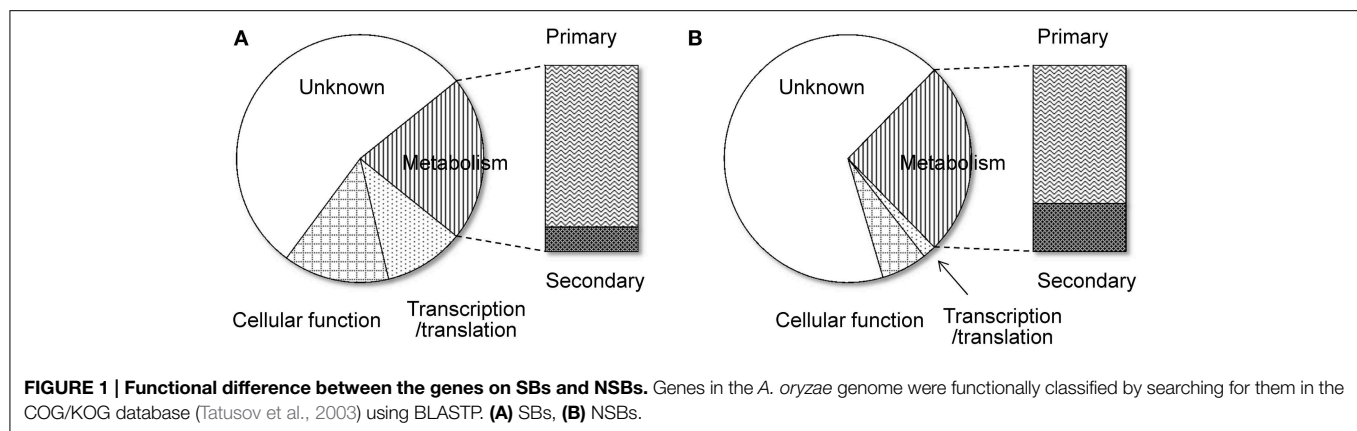 A
Primary
Unknown
Metabolism
Secondary
Cellular function
Transcription
/translation
B
Primary
Unknown
Metabolism
Secondary
Cellular function
Transcription
/translation
FIGURE 1 | Functional difference between the genes on SBs and NSBs. Genes in the A. oryzae genome were functionally classified by searching for them in the
COG/KOG database (Tatusov et al., 2003) using BLASTP. (A) SBs, (B) NSBs.